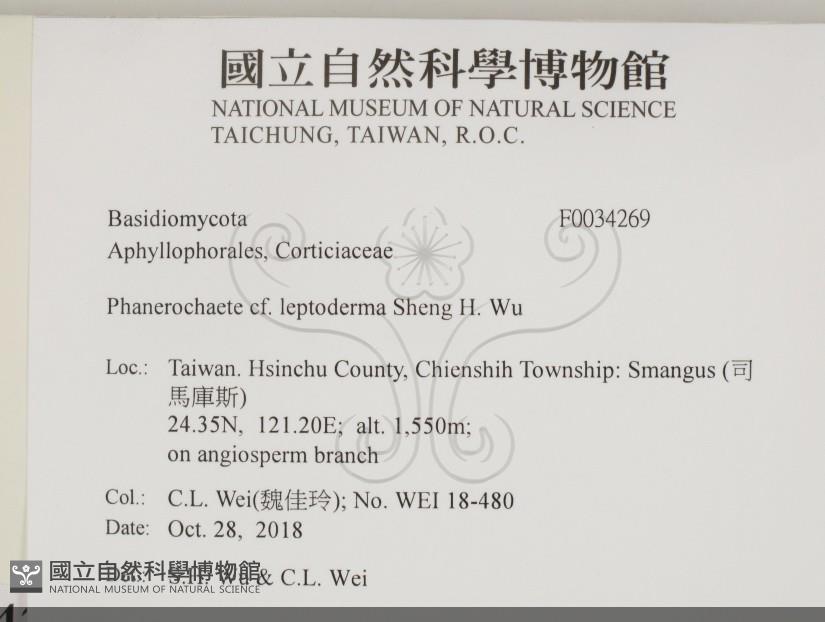 國立自然科學博物館
NATIONAL MUSEUM OF NATURAL SCIENCE
TAICHUNG, TAIWAN, R.O.C.
Basidiomycota F0034269
Aphyllophorales, Corticiaceae
Phanerochaete cf. leptoderma Sheng H. Wu
Loc.: Taiwan. Hsinchu County, Chienshih Township: Smangus (司
馬庫斯)
24.35N, 121.20E; alt. 1,550m;
on angiosperm branch
Col.: C.L. Wei(魏佳玲); No. WEI 18-480
Date: Oct. 28, 2018
S.H. Wu & C.L. Wei
國立自然科學博物館
NATIONAL MUSEUM OF NATURAL SCIENCE